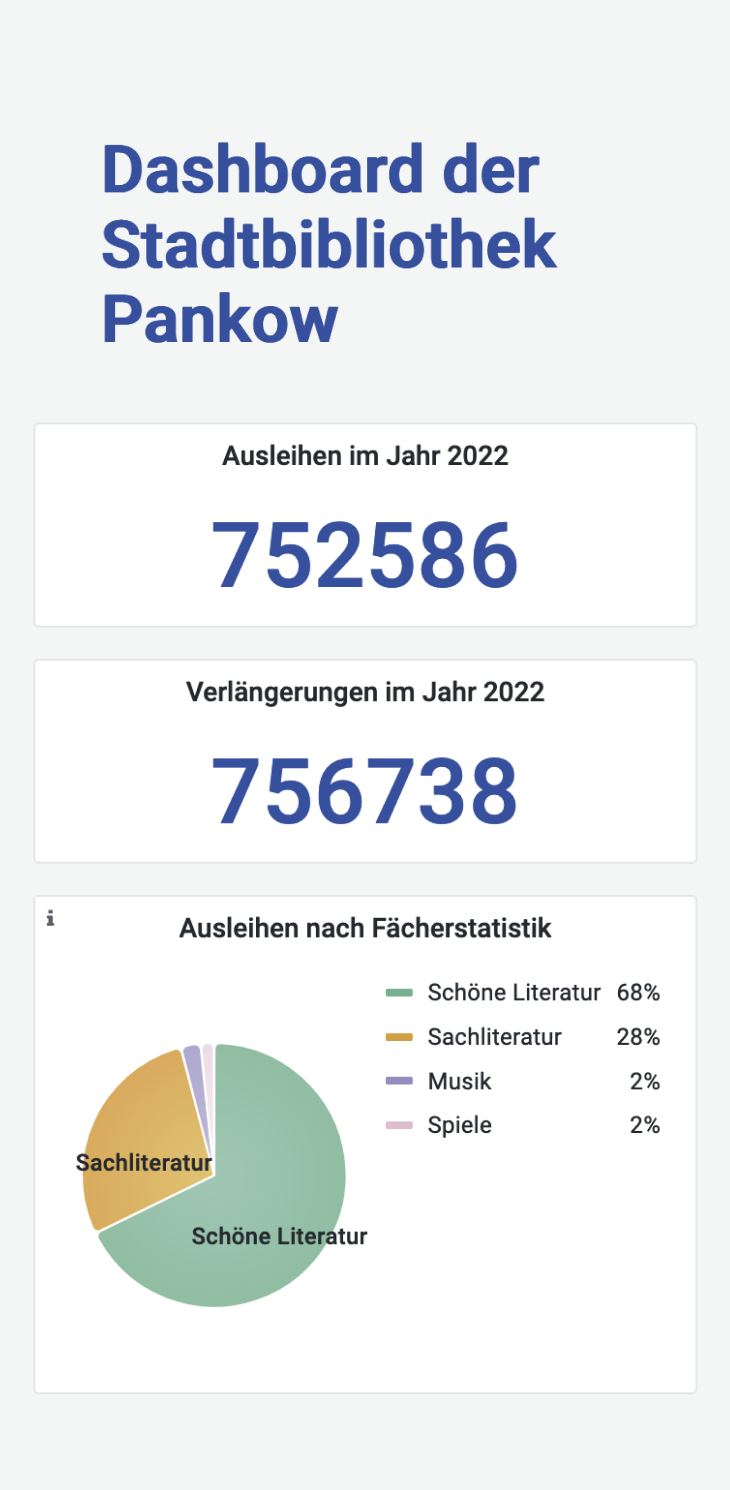 Dashboard der
Stadtbibliothek
Pankow
Ausleihen im Jahr 2022
752586
Verlängerungen im Jahr 2022
756738
i
Ausleihen nach Fächerstatistik
Schöne Literatur 68%
Sachliteratur 28%
Musik 2%
Spiele 2%
Sachliteratur
Schöne Literatur